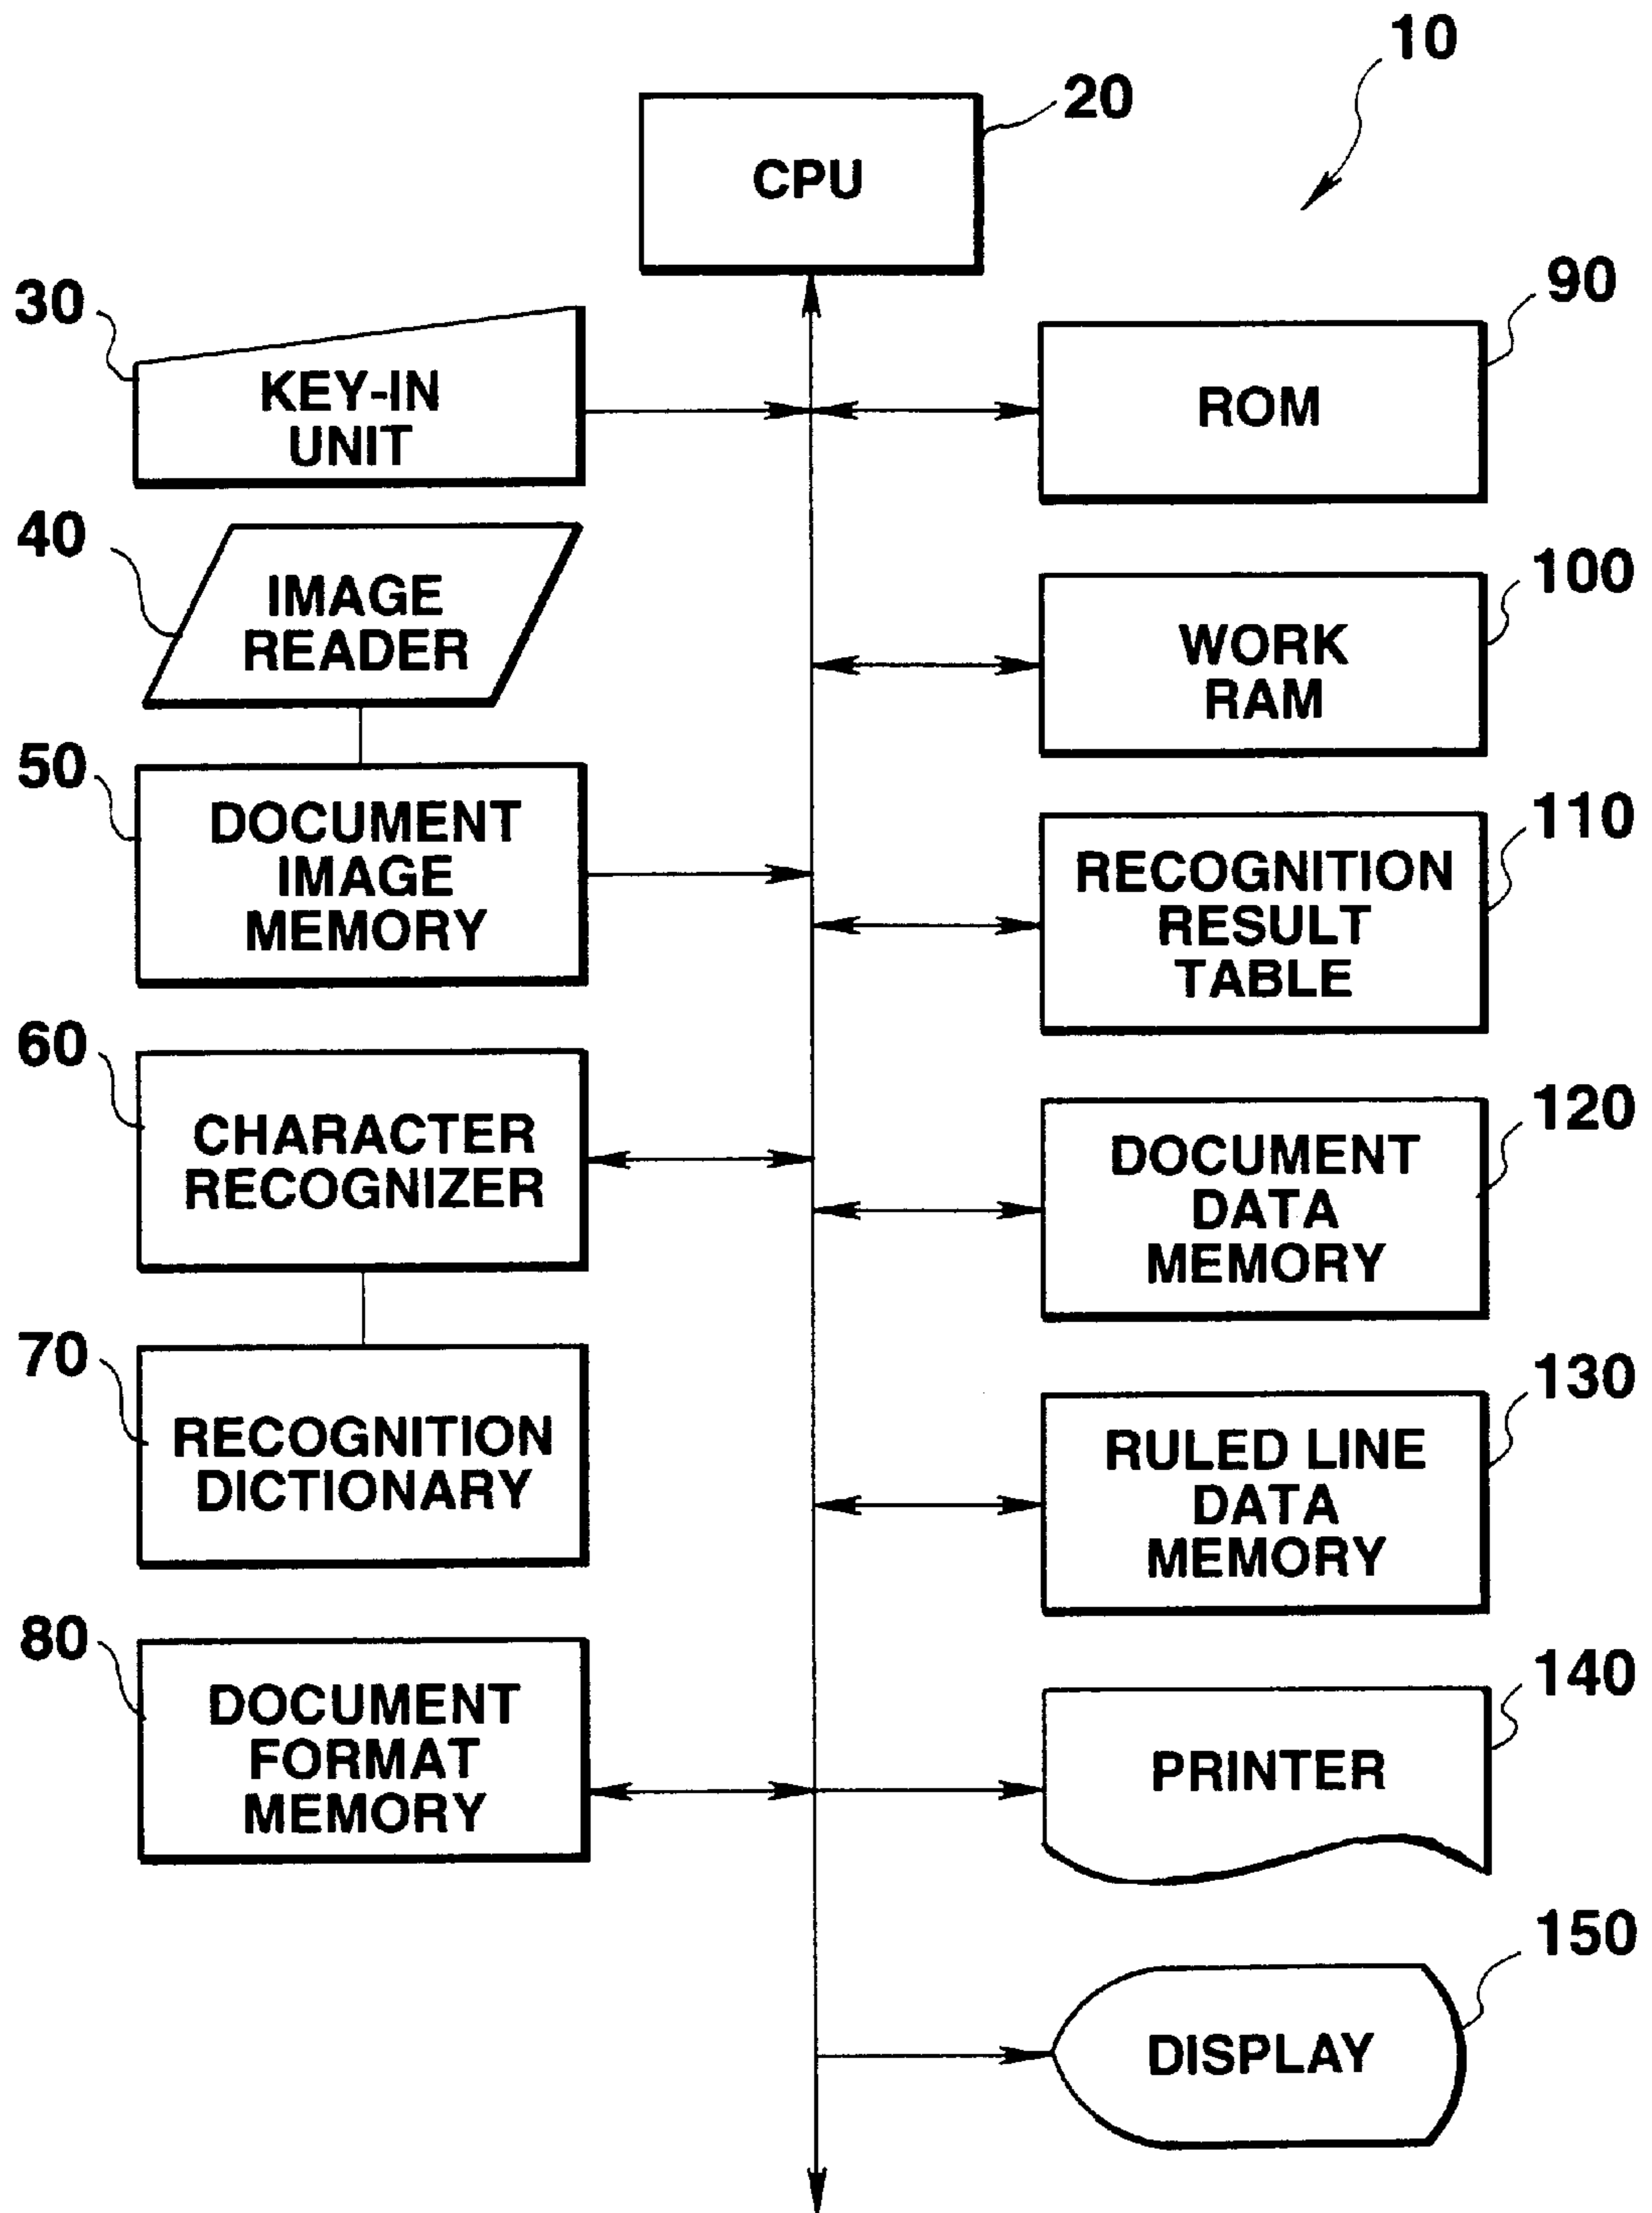 10
20
CPU
30
KEY-IN
UNIT
90
ROM
40
IMAGE
READER
100
WORK
RAM
50
DOCUMENT
IMAGE
MEMORY
110
RECOGNITION
RESULT
TABLE
60
CHARACTER
RECOGNIZER
120
DOCUMENT
DATA
MEMORY
70
RECOGNITION
DICTIONARY
130
RULED LINE
DATA
MEMORY
80
DOCUMENT
FORMAT
MEMORY
140
PRINTER
150
DISPLAY